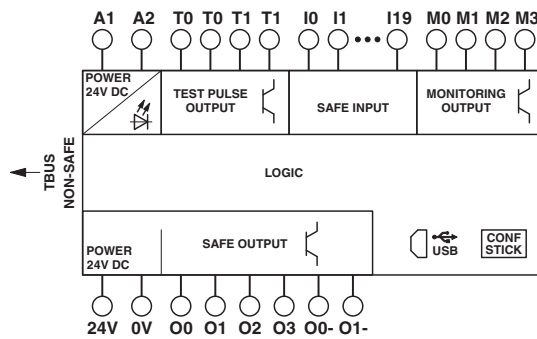 A1 A2 T0 T0 T1 T1 I0 I1 I19 M0 M1 M2 M3
POWER
24V DC
TEST PULSE
OUTPUT
SAFE INPUT
MONITORING
OUTPUT
TBUS
NON-SAFE
LOGIC
POWER
24V DC
SAFE OUTPUT
USB
CONF
STICK
24V 0V O0 O1 O2 O3 O0- O1-